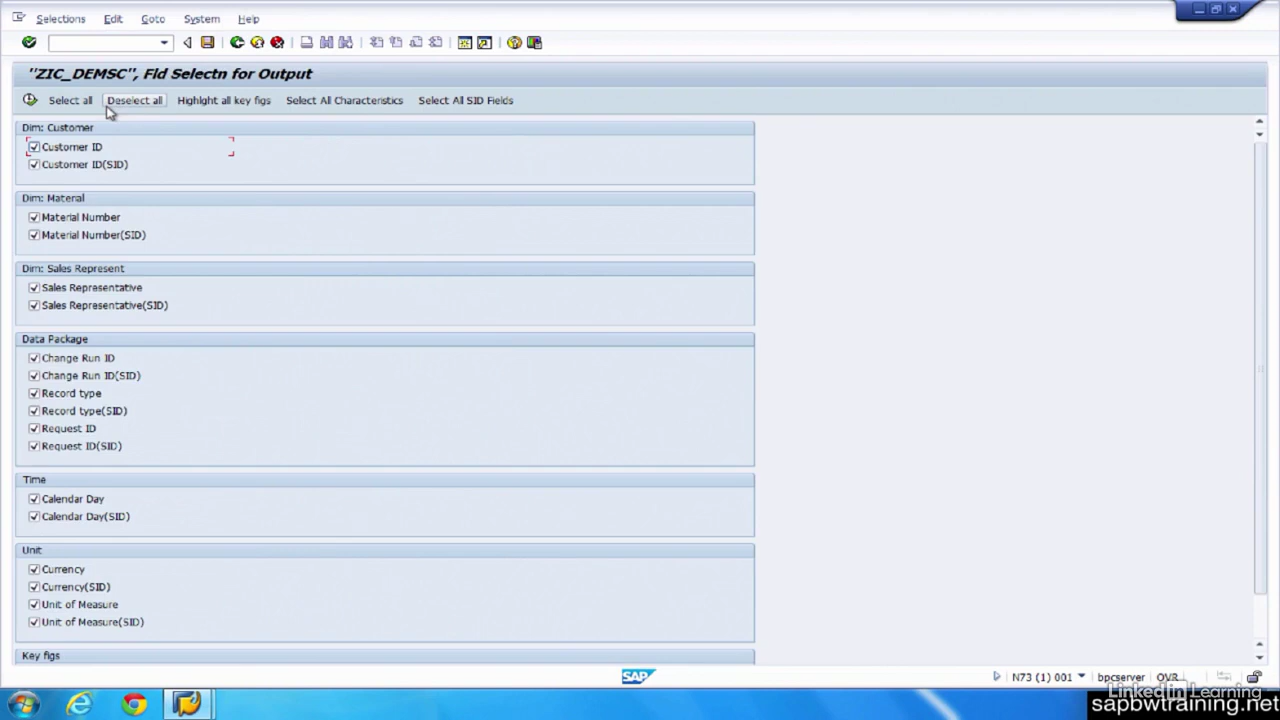 Selections Edit Goto System Help
"ZIC_DEMSC", Fld Selectn for Output
Select all Deselect all Highlght all key figs Select All Characteristics Select All SID Fields
Dim: Customer
Customer ID
Customer ID(SID)
Dim: Material
Material Number
Material Number(SID)
Dim: Sales Represent
Sales Representative
Sales Representative(SID)
Data Package
Change Run ID
Change Run ID(SID)
Record type
Record type(SID)
Request ID
Request ID(SID)
Time
Calendar Day
Calendar Day(SID)
Unit
Currency
Currency(SID)
Unit of Measure
Unit of Measure(SID)
Key figs
SAP N73 (1) 001 bpcserver OVR
LinkedIn Learning
sapbwtraining.net